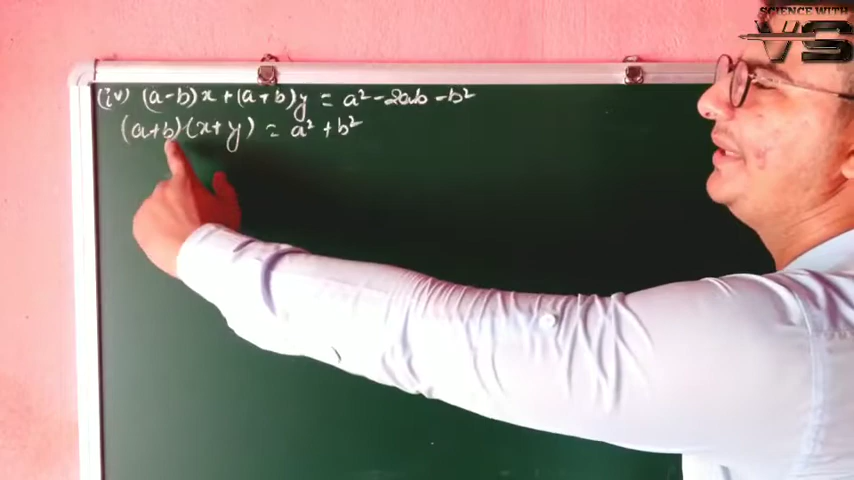 SCIENCE WITH
VS
(iv) (a-b)x + (a+b)y = a² - 2ab - b²
(a+b)(x+y) = a² + b²